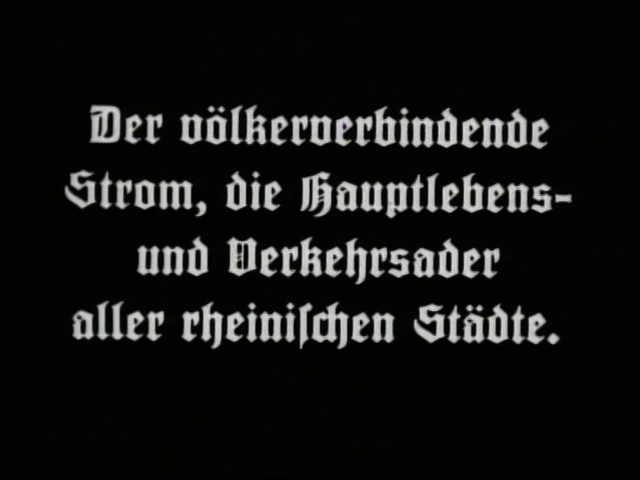 Der völkerverbindende
Strom, die Hauptlebens-
und Verkehrsader
aller rheiniſchen Städte.